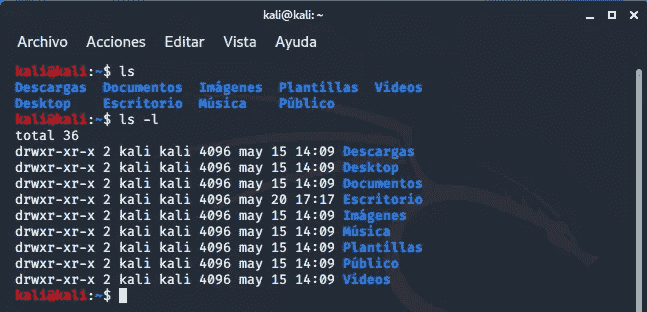 kali@kali: ~
Archivo Acciones Editar Vista Ayuda
kali@kali:~$ ls
Descargas Documentos Imágenes Plantillas Vídeos
Desktop Escritorio Música Público
kali@kali:~$ ls -l
total 36
drwxr-xr-x 2 kali kali 4096 may 15 14:09 Descargas
drwxr-xr-x 2 kali kali 4096 may 15 14:09 Desktop
drwxr-xr-x 2 kali kali 4096 may 15 14:09 Documentos
drwxr-xr-x 2 kali kali 4096 may 20 17:17 Escritorio
drwxr-xr-x 2 kali kali 4096 may 15 14:09 Imágenes
drwxr-xr-x 2 kali kali 4096 may 15 14:09 Música
drwxr-xr-x 2 kali kali 4096 may 15 14:09 Plantillas
drwxr-xr-x 2 kali kali 4096 may 15 14:09 Público
drwxr-xr-x 2 kali kali 4096 may 15 14:09 Vídeos
kali@kali:~$